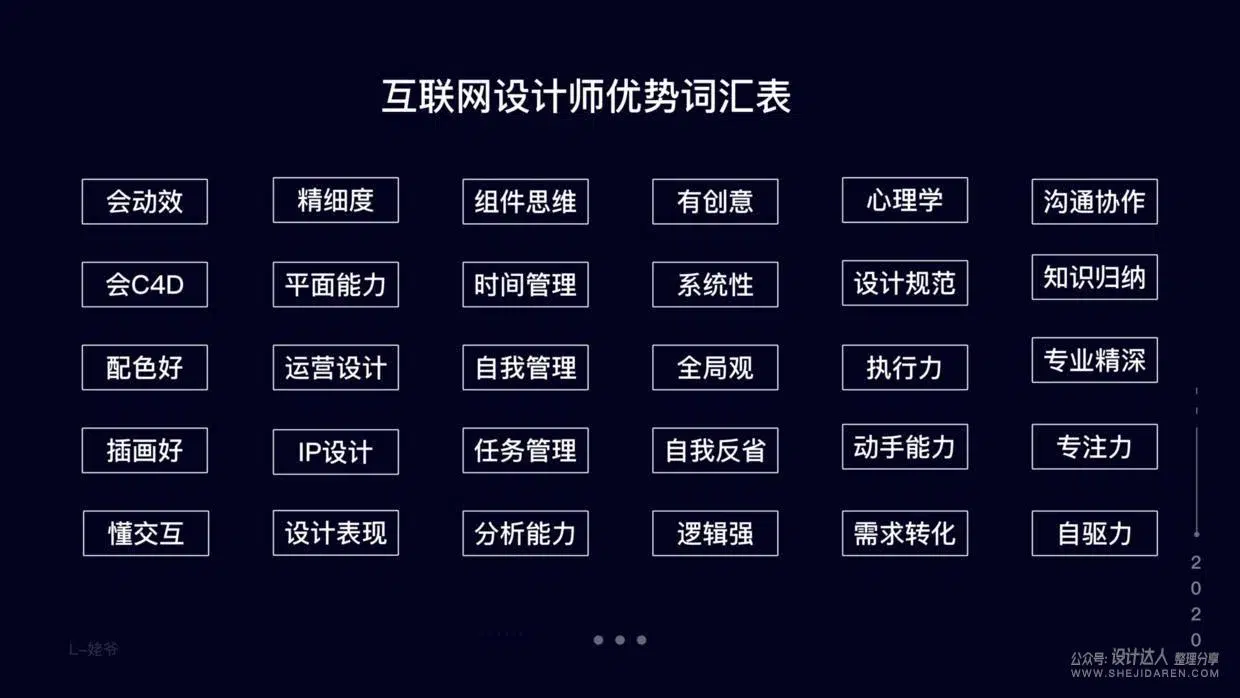 互联网设计师优势词汇表
会动效 精细度 组件思维 有创意 心理学 沟通协作
会C4D 平面能力 时间管理 系统性 设计规范 知识归纳
配色好 运营设计 自我管理 全局观 执行力 专业精深
插画好 IP设计 任务管理 自我反省 动手能力 专注力
懂交互 设计表现 分析能力 逻辑强 需求转化 自驱力
2020
L-姥爷
公众号: 设计达人 整理分享
WWW.SHEJIDAREN.COM